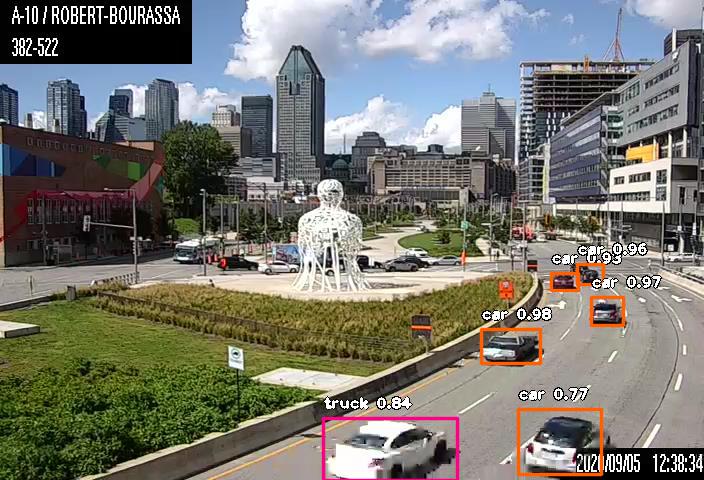 A-10 / ROBERT-BOURASSA
382-522
car 0.96
car 0.99
car 0.97
car 0.98
truck 0.84
car 0.77
2020/09/05 12:38:34